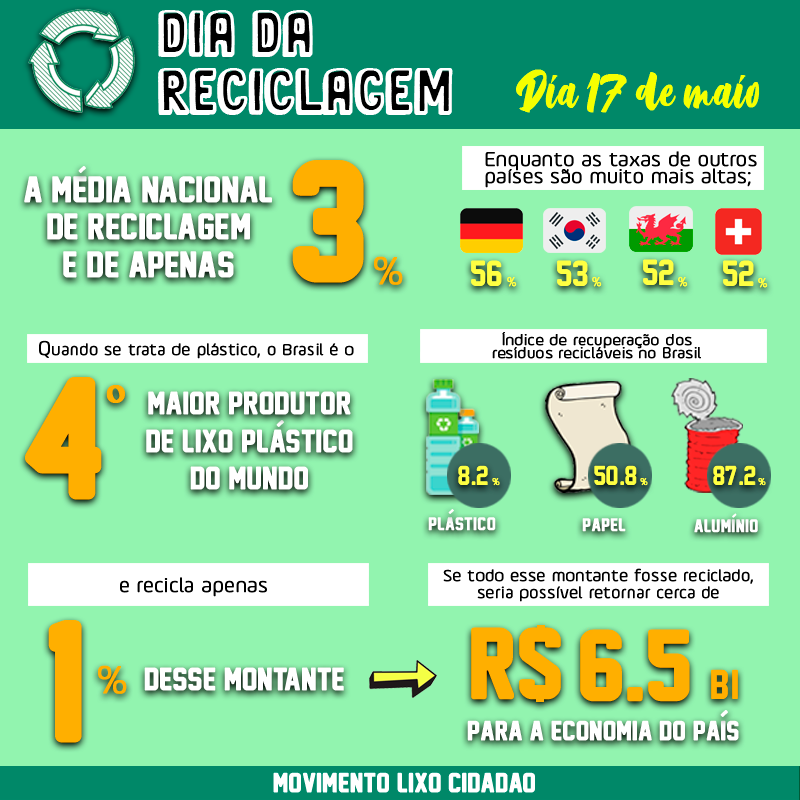 DIA DA
RECICLAGEM
Dia 17 de maio
A MÉDIA NACIONAL
DE RECICLAGEM
E DE APENAS
3%
Enquanto as taxas de outros
países são muito mais altas;
56%
53%
52%
52%
Quando se trata de plástico, o Brasil é o
4º
MAIOR PRODUTOR
DE LIXO PLÁSTICO
DO MUNDO
Índice de recuperação dos
resíduos recicláveis no Brasil
8.2%
50.8%
87.2%
PLÁSTICO
PAPEL
ALUMÍNIO
e recicla apenas
1%
DESSE MONTANTE
Se todo esse montante fosse reciclado,
seria possível retornar cerca de
R$ 6.5 BI
PARA A ECONOMIA DO PAÍS
MOVIMENTO LIXO CIDADAO